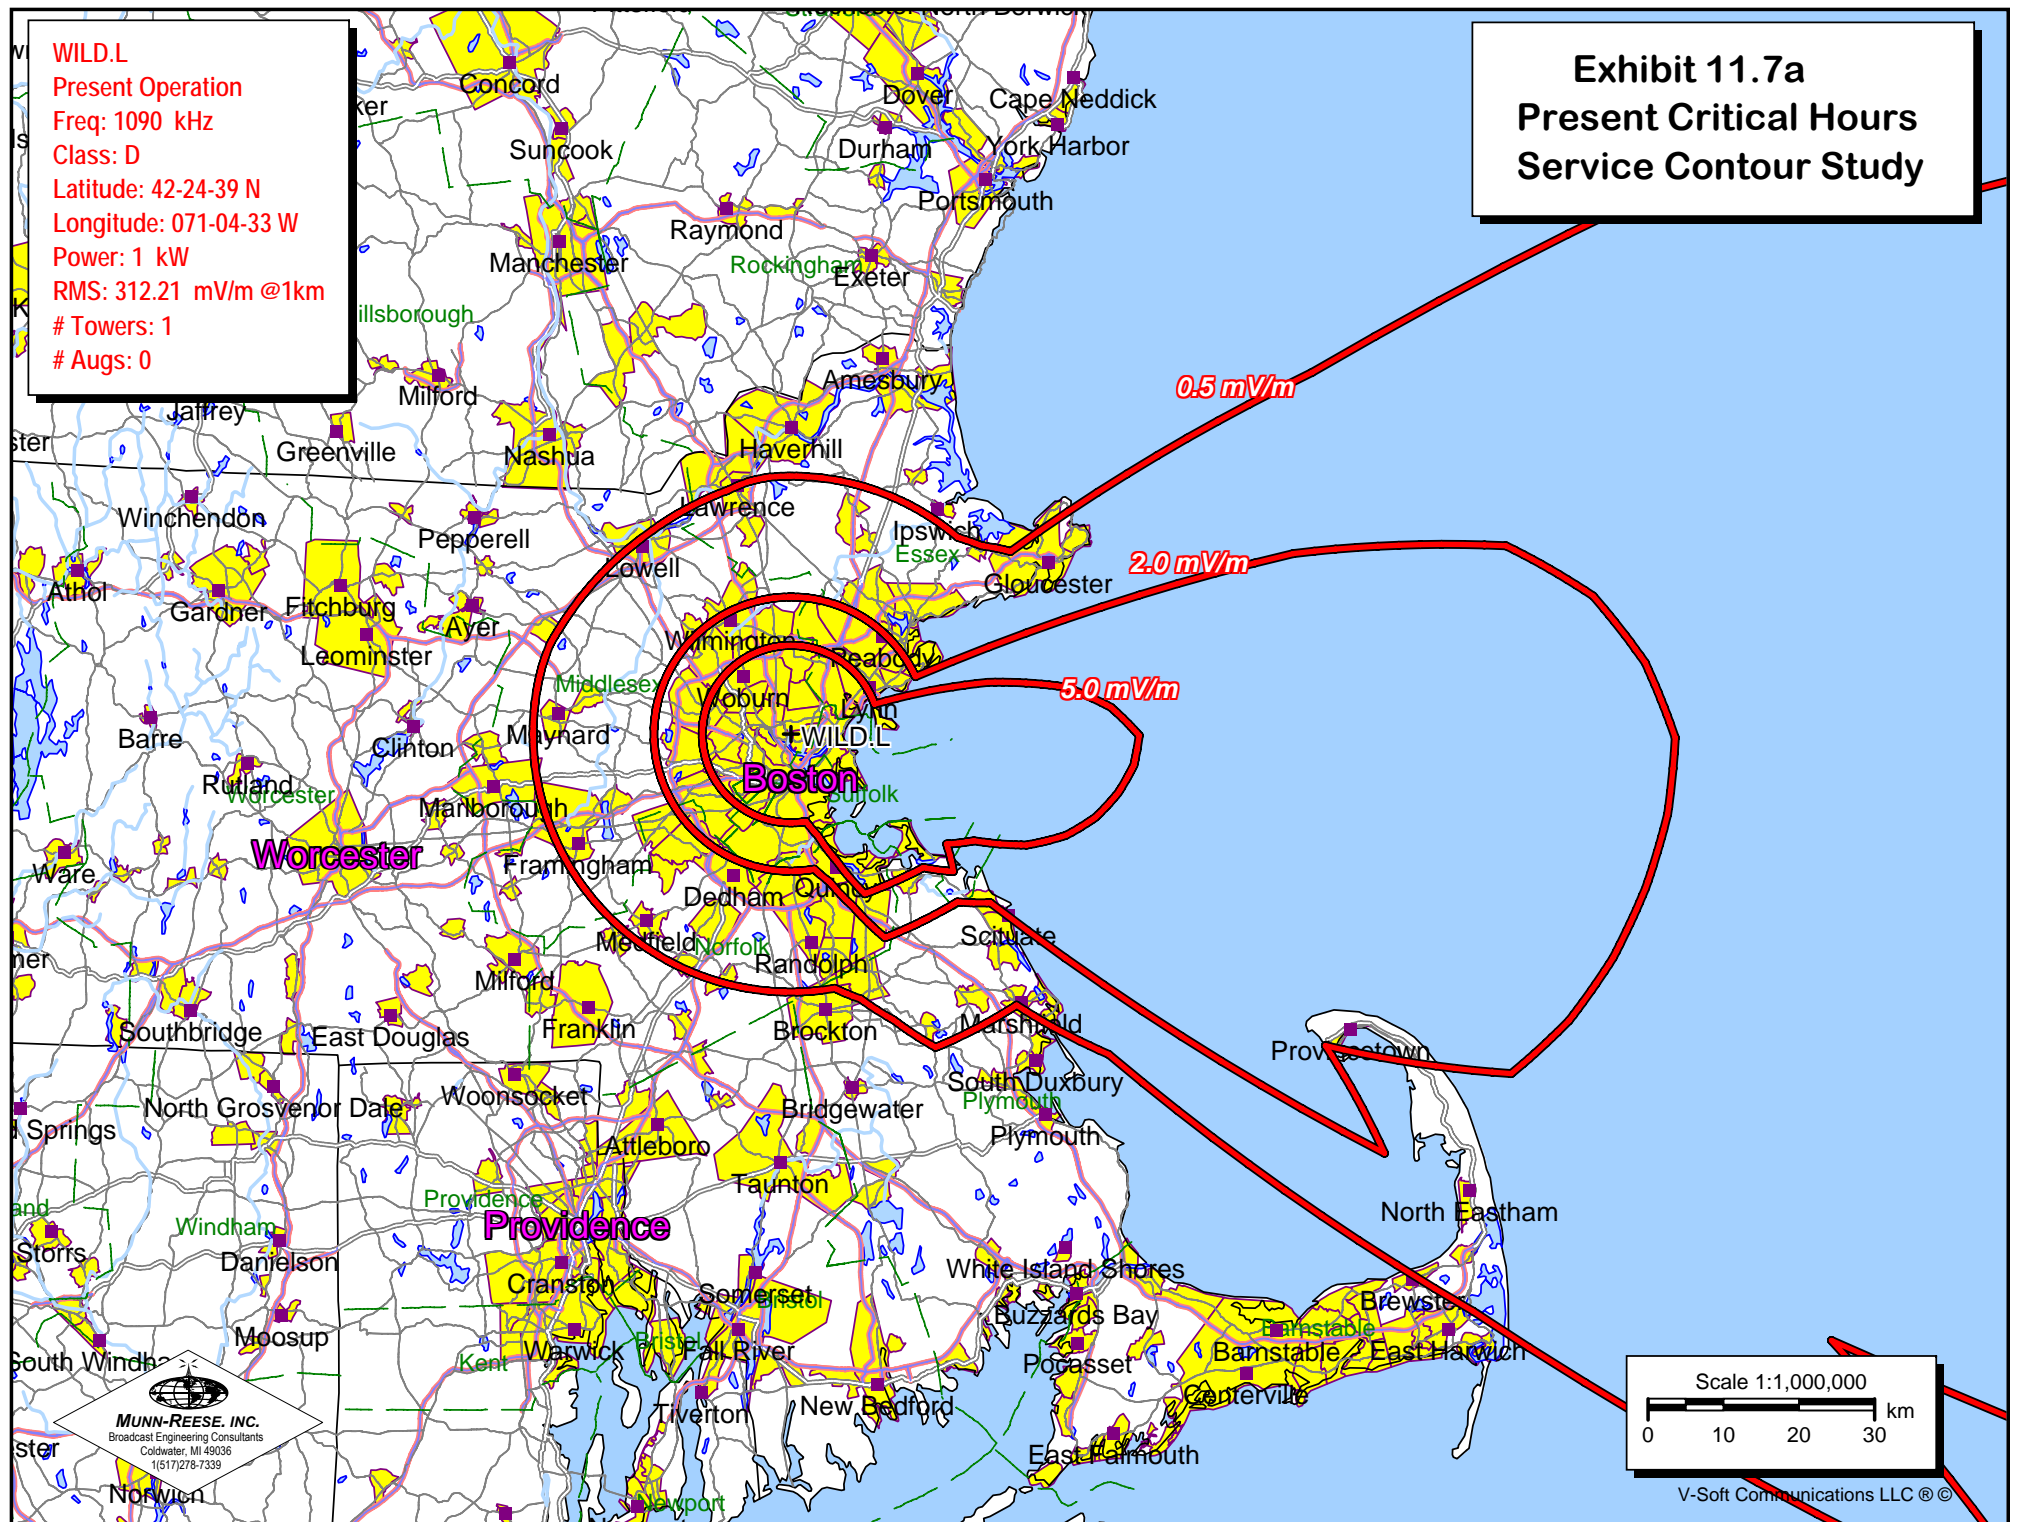 WILD.L
Present Operation
Freq: 1090 kHz
Class: D
Latitude: 42-24-39 N
Longitude: 071-04-33 W
Power: 1 kW
RMS: 312.21 mV/m @1km
# Towers: 1
# Augs: 0
Exhibit 11.7a
Present Critical Hours
Service Contour Study
Concord
Suncook
Dover
Cape Neddick
Durham
York Harbor
Portsmouth
Raymond
Manchester
Rockingham
Exeter
illsborough
Milford
Amesbury
Jaffrey
Greenville
Nashua
Haverhill
0.5 mV/m
Winchendon
Lawrence
Pepperell
Ipswich
Essex
Lowell
Gloucester
2.0 mV/m
Athol
Gardner
Fitchburg
Ayer
Leominster
Wilmington
Peabody
Middlesex
Woburn
5.0 mV/m
Lynn
Barre
Clinton
Maynard
WILD.L
Rutland
Worcester
Marlborough
Boston
Suffolk
Worcester
Ware
Framingham
Dedham
Quincy
Medfield
Norfolk
Scituate
Randolph
Milford
Southbridge
East Douglas
Franklin
Brockton
Marshfield
Provincetown
Woonsocket
South Duxbury
North Grosvenor Dale
Bridgewater
Plymouth
Springs
Attleboro
Plymouth
Taunton
Providence
North Eastham
Windham
Providence
Storrs
Danielson
Cranston
Somerset
Bristol
White Island Shores
Brewster
Buzzards Bay
Moosup
Warwick
Bristol
Fall River
Barnstable
Barnstable
East Harwich
South Windha
Kent
Pocasset
Centerville
Tiverton
New Bedford
East Falmouth
Norwich
Newport
MUNN-REESE. INC.
Broadcast Engineering Consultants
Coldwater, MI 49036
1(517)278-7339
Scale 1:1,000,000
km
0 10 20 30
V-Soft Communications LLC ® ©